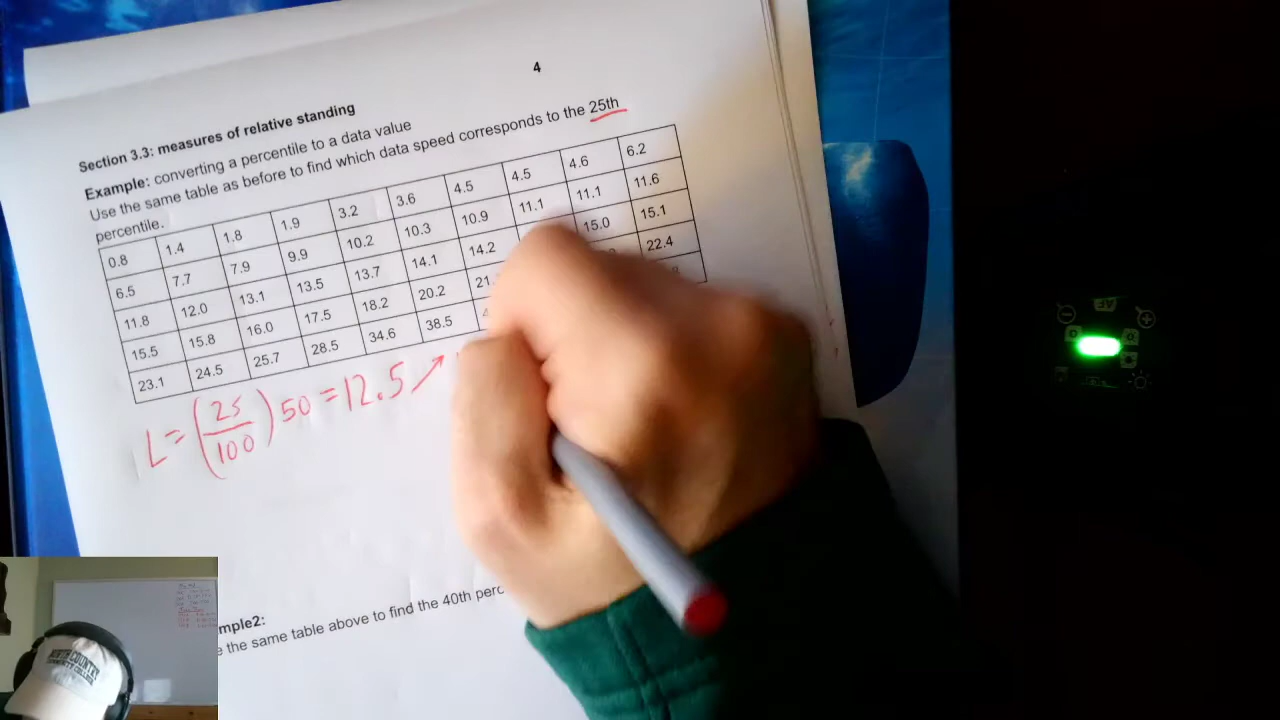 4
Section 3.3: measures of relative standing
Example: converting a percentile to a data value
Use the same table as before to find which data speed corresponds to the 25th
percentile.
0.8 1.4 1.8 1.9 3.2 3.6 4.5 4.5 4.6 6.2
6.5 7.7 7.9 9.9 10.2 10.3 10.9 11.1 11.1 11.6
11.8 12.0 13.1 13.5 13.7 14.1 14.2 15.0 15.1
15.5 15.8 16.0 17.5 18.2 20.2 21. 22.4
23.1 24.5 25.7 28.5 34.6 38.5
L = (25/100) 50 = 12.5
mple2:
the same table above to find the 40th perc
NORTH COUNTRY
COMMUNITY COLLEGE
AF